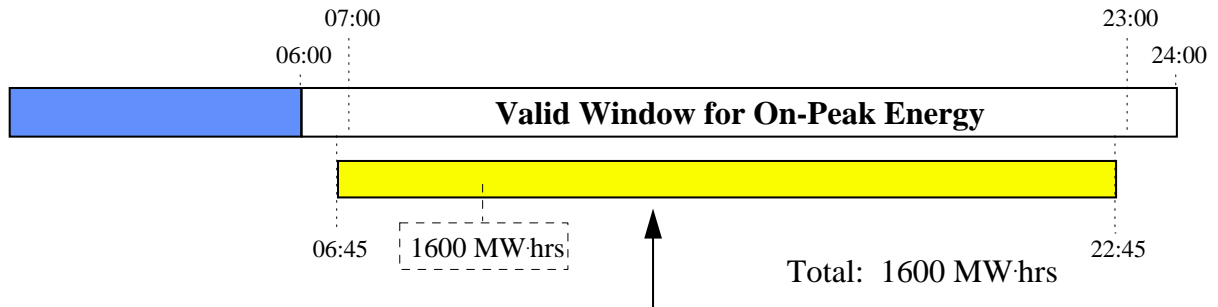 07:00 23:00
06:00 24:00
Valid Window for On-Peak Energy
1600 MW·hrs
06:45 22:45
Total: 1600 MW·hrs